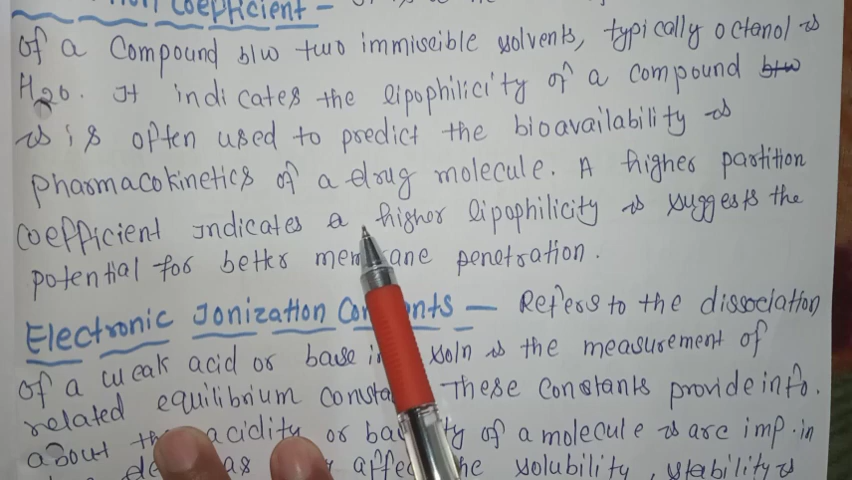 Coefficient -
of a compound b/w two immiscible solvents, typically octanol &
H2O. It indicates the lipophilicity of a compound b/w
& is often used to predict the bioavailability &
pharmacokinetics of a drug molecule. A higher partition
coefficient indicates a higher lipophilicity & suggests the
potential for better membrane penetration.
Electronic Ionization Constants - Refers to the dissociation
of a weak acid or base in soln & the measurement of
related equilibrium constants These constants provide info.
about the acidity or of a molecule & are imp. in
the solubility, stability &